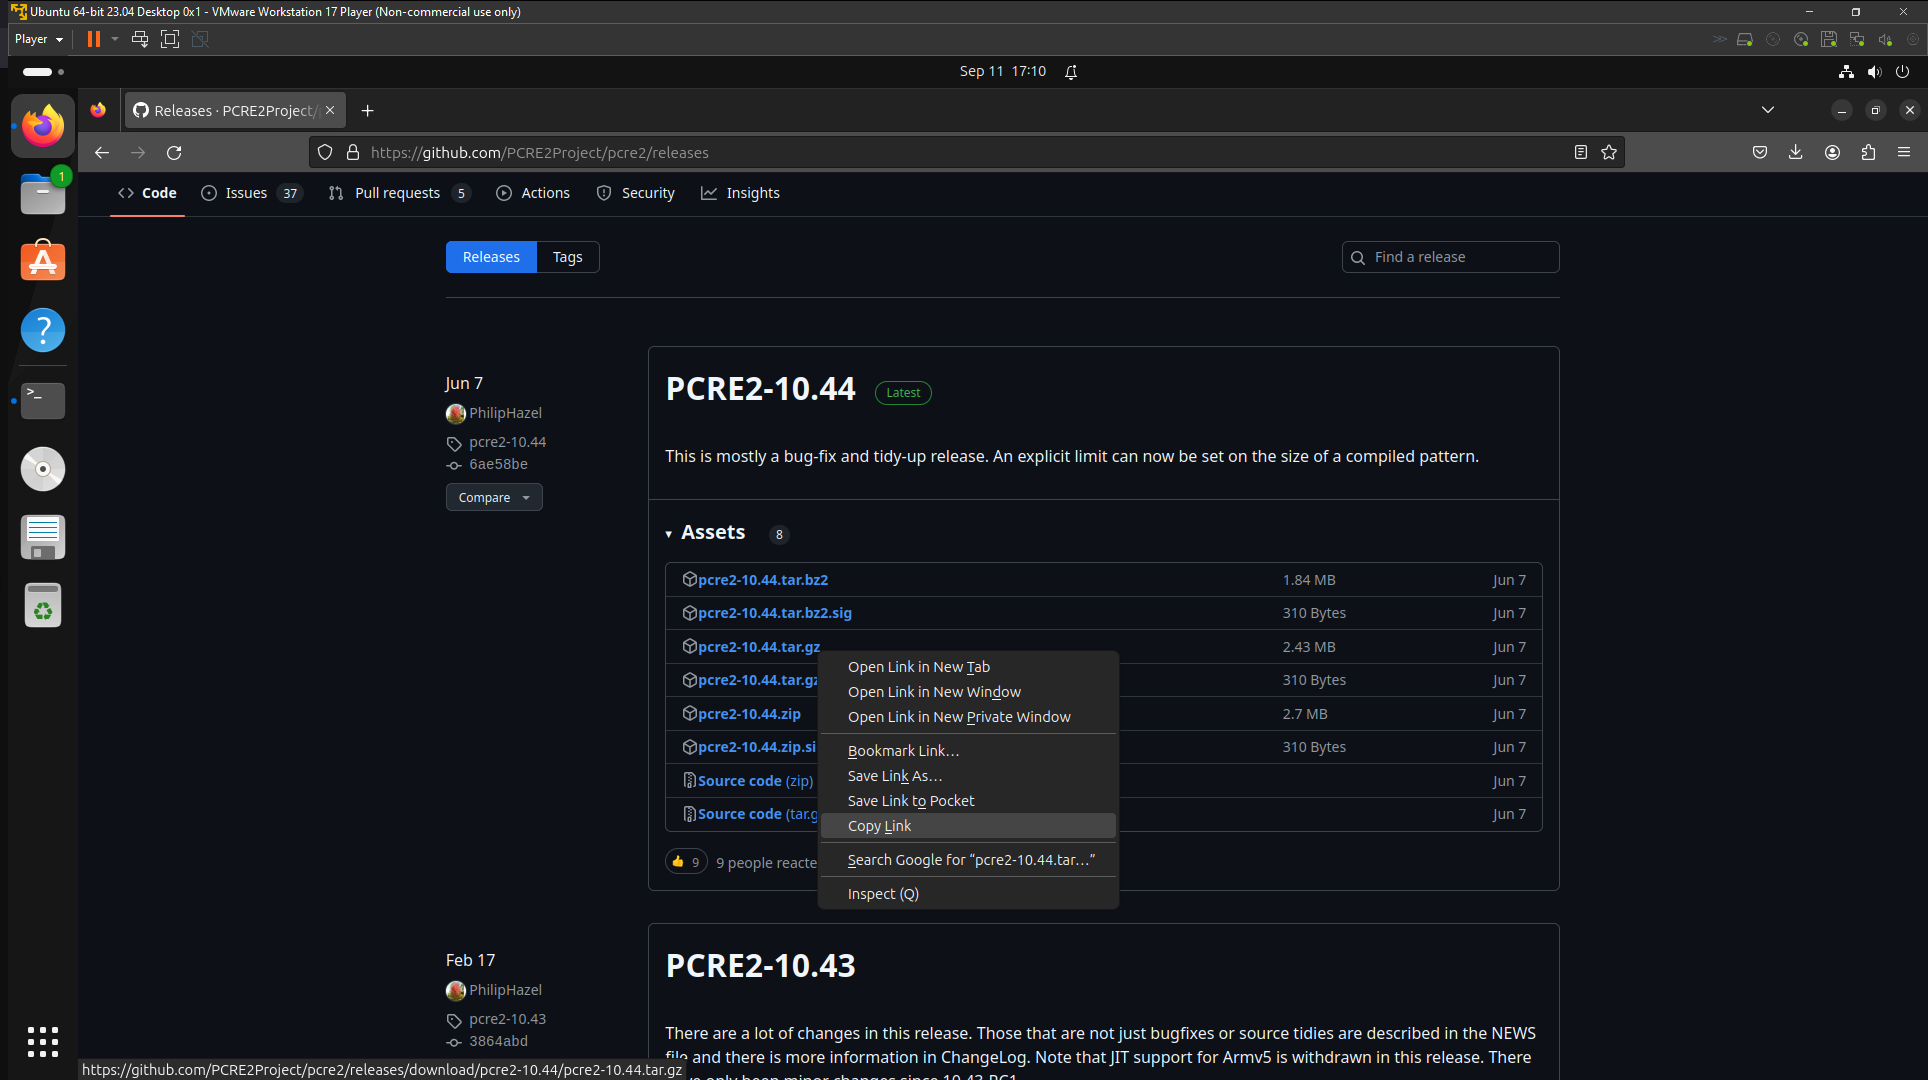 Ubuntu 64-bit 23.04 Desktop 0x1 - VMware Workstation 17 Player (Non-commercial use only)
Player
Sep 11 17:10
Releases · PCRE2Project/
https://github.com/PCRE2Project/pcre2/releases
1
Code
Issues 37
Pull requests 5
Actions
Security
Insights
Releases
Tags
Find a release
Jun 7
PhilipHazel
pcre2-10.44
6ae58be
Compare
PCRE2-10.44 Latest
This is mostly a bug-fix and tidy-up release. An explicit limit can now be set on the size of a compiled pattern.
Assets 8
pcre2-10.44.tar.bz2 1.84 MB Jun 7
pcre2-10.44.tar.bz2.sig 310 Bytes Jun 7
pcre2-10.44.tar.gz 2.43 MB Jun 7
pcre2-10.44.tar.gz 310 Bytes Jun 7
pcre2-10.44.zip 2.7 MB Jun 7
pcre2-10.44.zip.si 310 Bytes Jun 7
Source code (zip) Jun 7
Source code (tar.g Jun 7
9 9 people reacte
Open Link in New Tab
Open Link in New Window
Open Link in New Private Window
Bookmark Link…
Save Link As…
Save Link to Pocket
Copy Link
Search Google for “pcre2-10.44.tar…”
Inspect (Q)
Feb 17
PhilipHazel
pcre2-10.43
3864abd
PCRE2-10.43
There are a lot of changes in this release. Those that are not just bugfixes or source tidies are described in the NEWS
file and there is more information in ChangeLog. Note that JIT support for Armv5 is withdrawn in this release. There
only been minor changes since 10.43-RC1
https://github.com/PCRE2Project/pcre2/releases/download/pcre2-10.44/pcre2-10.44.tar.gz